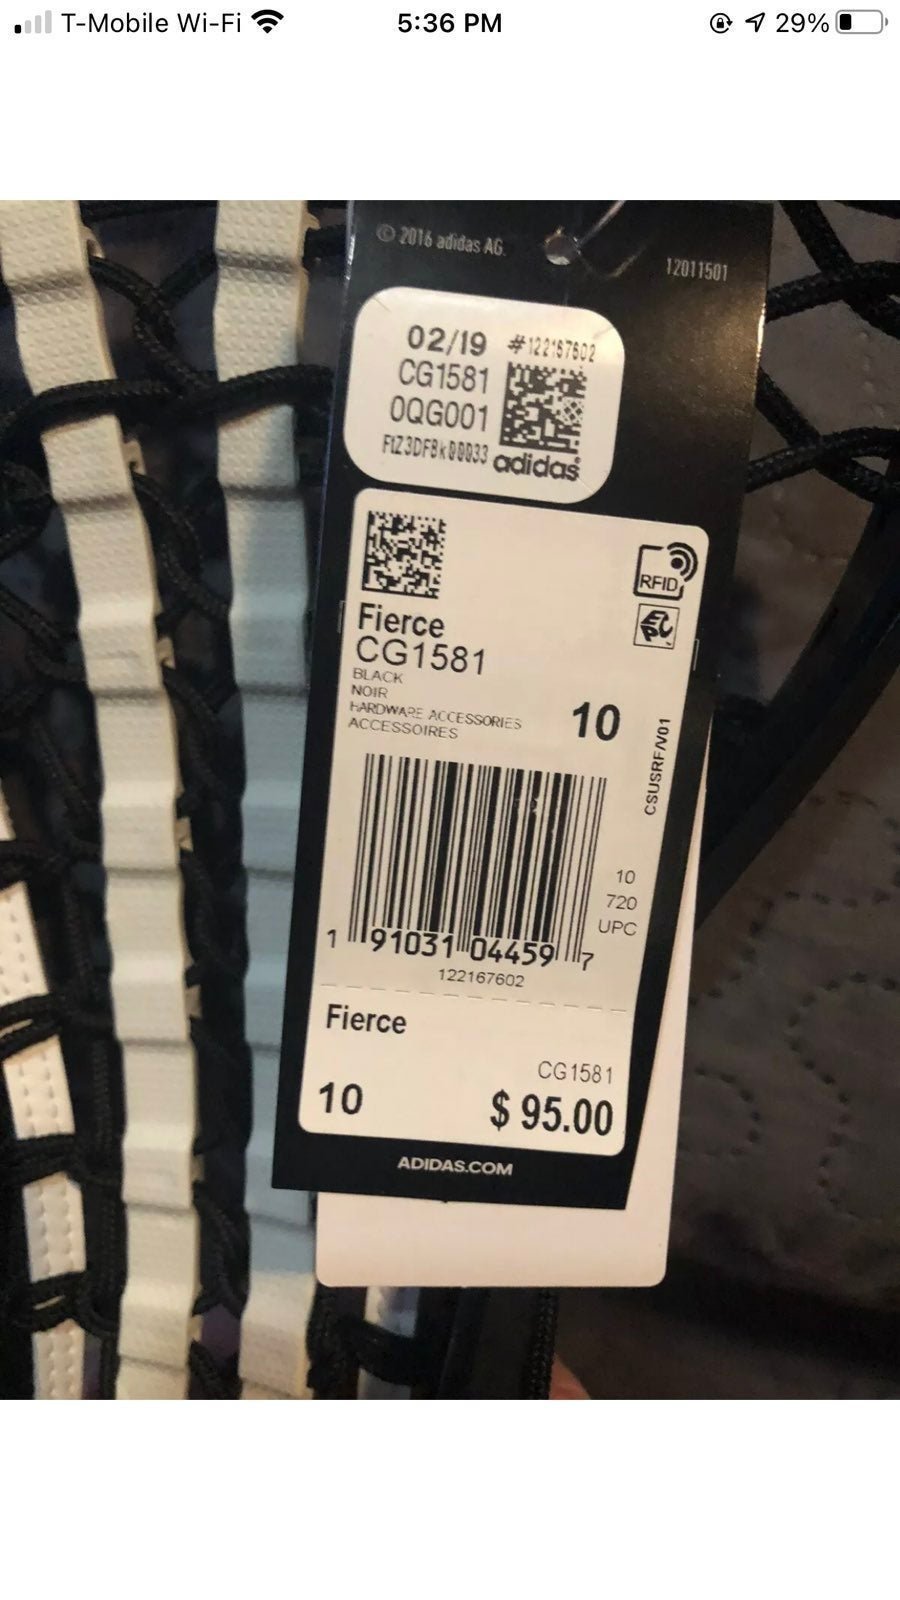 T-Mobile Wi-Fi 5:36 PM 29%
© 2016 adidas AG.
12011501
02/19 #122167602
CG1581
0QG001
adidas
RFID
Fierce
CG1581
BLACK
NOIR
HARDWARE ACCESSORIES
ACCESSOIRES
10
CSUSRF/V01
10
720
UPC
1 91031 04459 7
122167602
Fierce
CG1581
10 $ 95.00
ADIDAS.COM